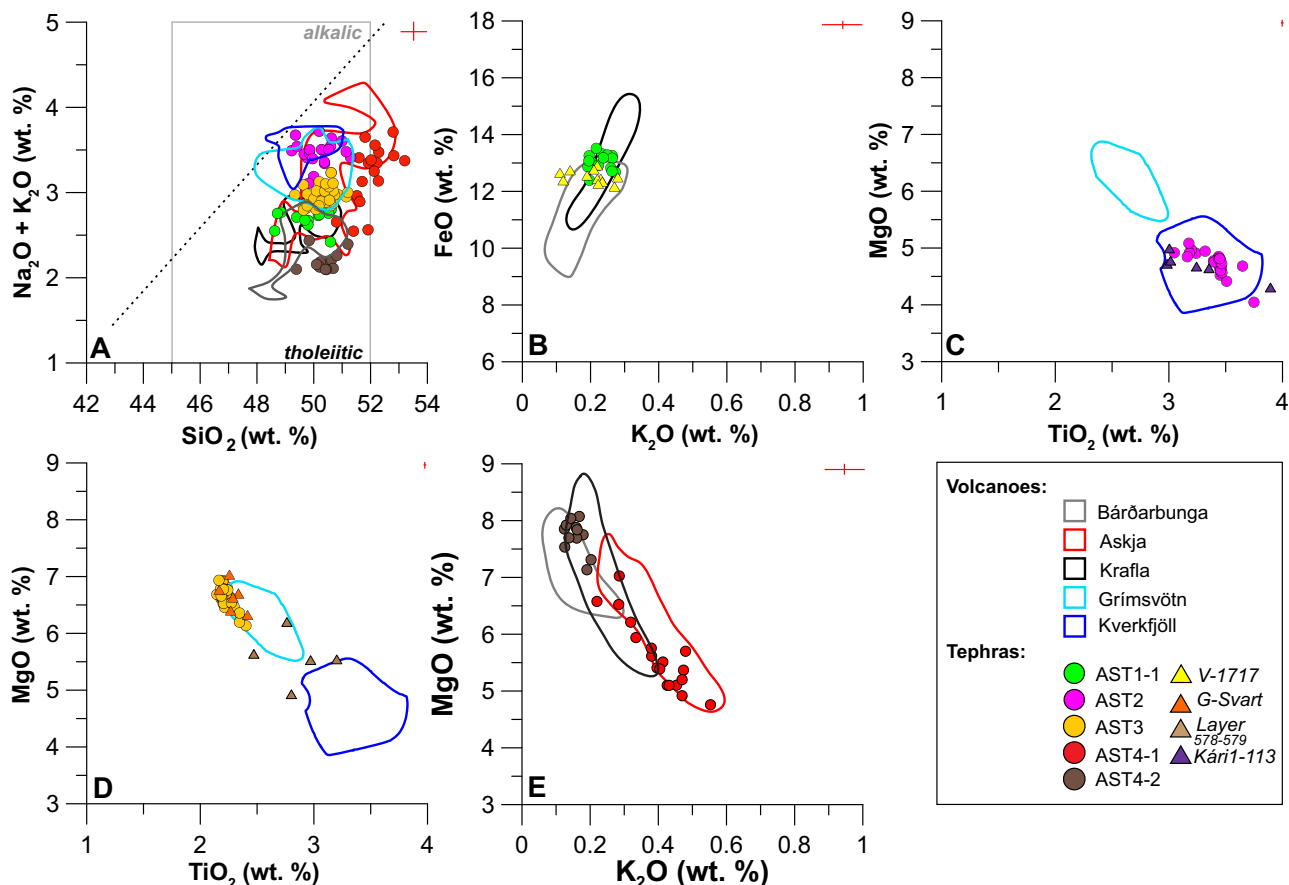 5
4
3
2
1
42
44
46
48
50
52
54
alkalic
tholeiitic
A
Na₂O + K₂O (wt. %)
SiO₂ (wt. %)
18
16
14
12
10
8
6
0
0.2
0.4
0.6
0.8
1
B
FeO (wt. %)
K₂O (wt. %)
9
8
7
6
5
4
3
1
2
3
4
C
MgO (wt. %)
TiO₂ (wt. %)
9
8
7
6
5
4
3
1
2
3
4
D
MgO (wt. %)
TiO₂ (wt. %)
9
8
7
6
5
4
3
0
0.2
0.4
0.6
0.8
1
E
MgO (wt. %)
K₂O (wt. %)
Volcanoes:
Bárðarbunga
Askja
Krafla
Grímsvötn
Kverkfjöll
Tephras:
AST1-1
AST2
AST3
AST4-1
AST4-2
V-1717
G-Svart
Layer
578-579
Kári1-113